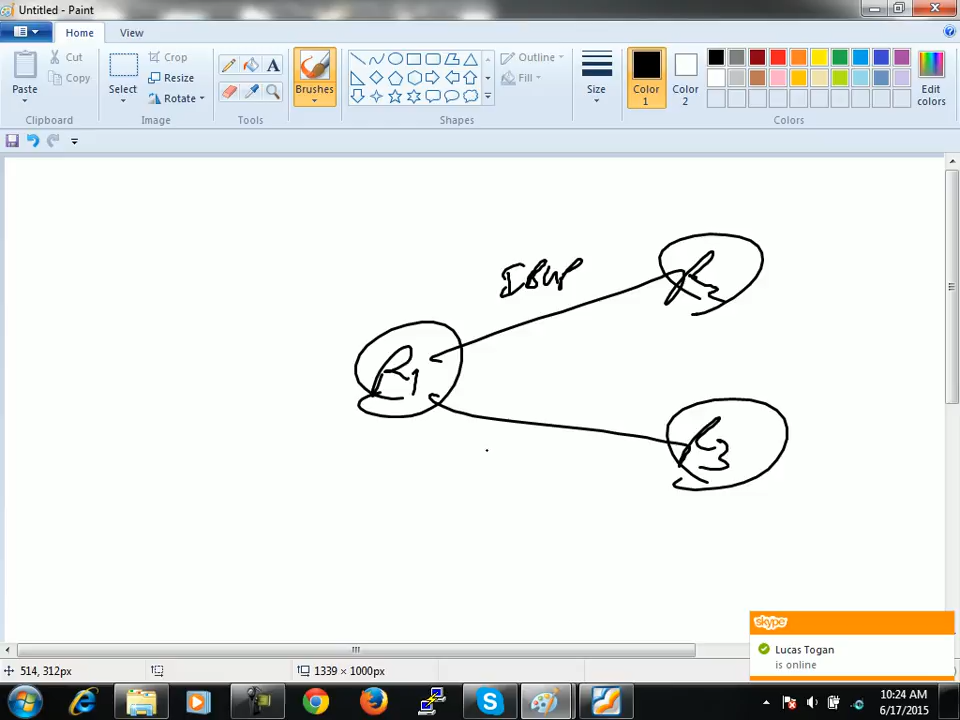 Untitled - Paint
Home View
Cut
Copy
Paste
Clipboard
Select
Crop
Resize
Rotate
Image
Tools
Brushes
Outline
Fill
Shapes
Size
Color 1
Color 2
Edit colors
Colors
IBGP
R2
R1
R3
skype
Lucas Togan
is online
514, 312px
1339 × 1000px
10:24 AM
6/17/2015